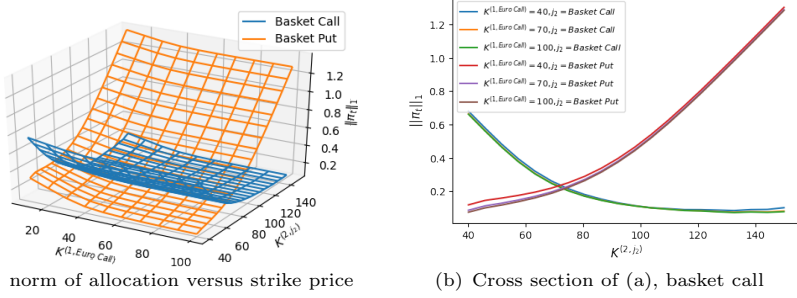 Basket Call
Basket Put
1.2
1.0
0.8
0.6
0.4
0.2
||π_t||_1
20
40
60
80
100
K^(1, Euro Call)
40
60
80
100
120
140
K^(2, j_2)
norm of allocation versus strike price
K^(1, Euro Call) = 40, j_2 = Basket Call
K^(1, Euro Call) = 70, j_2 = Basket Call
K^(1, Euro Call) = 100, j_2 = Basket Call
K^(1, Euro Call) = 40, j_2 = Basket Put
K^(1, Euro Call) = 70, j_2 = Basket Put
K^(1, Euro Call) = 100, j_2 = Basket Put
1.2
1.0
0.8
0.6
0.4
0.2
||π_t||_1
40
60
80
100
120
140
K^(2, j_2)
(b) Cross section of (a), basket call